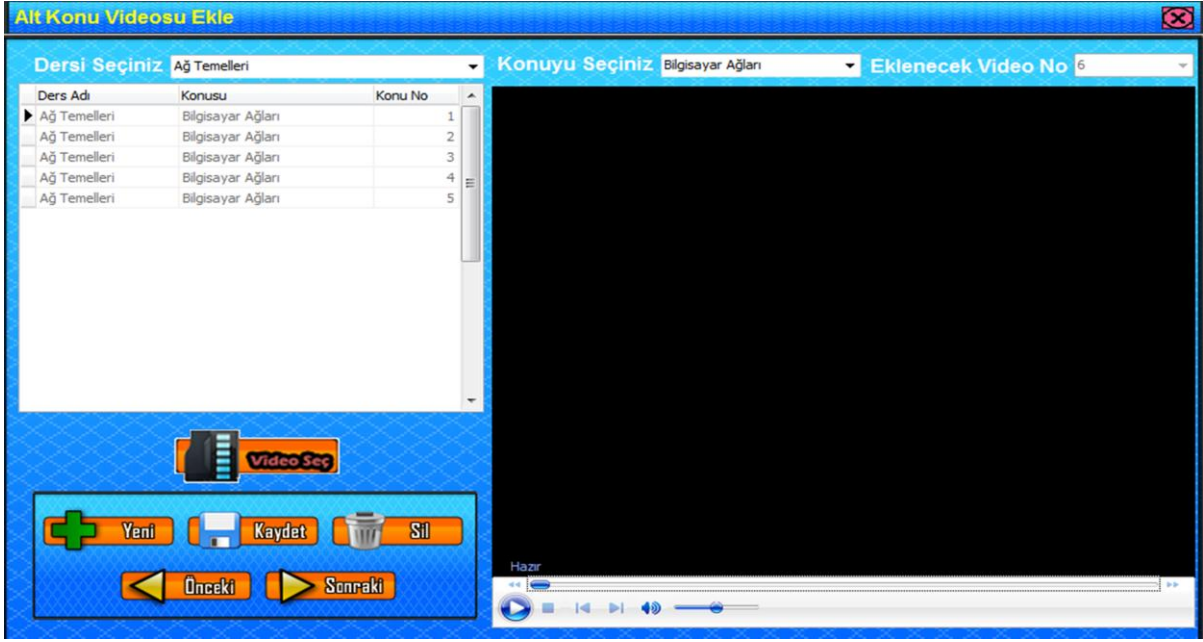 Alt Konu Videosu Ekle
Dersi Seçiniz Ağ Temelleri Konuyu Seçiniz Bilgisayar Ağları Eklenecek Video No 6
Ders Adı Konusu Konu No
Ağ Temelleri Bilgisayar Ağları 1
Ağ Temelleri Bilgisayar Ağları 2
Ağ Temelleri Bilgisayar Ağları 3
Ağ Temelleri Bilgisayar Ağları 4
Ağ Temelleri Bilgisayar Ağları 5
Video Seç
Yeni Kaydet Sil
Önceki Sonraki
Hazır